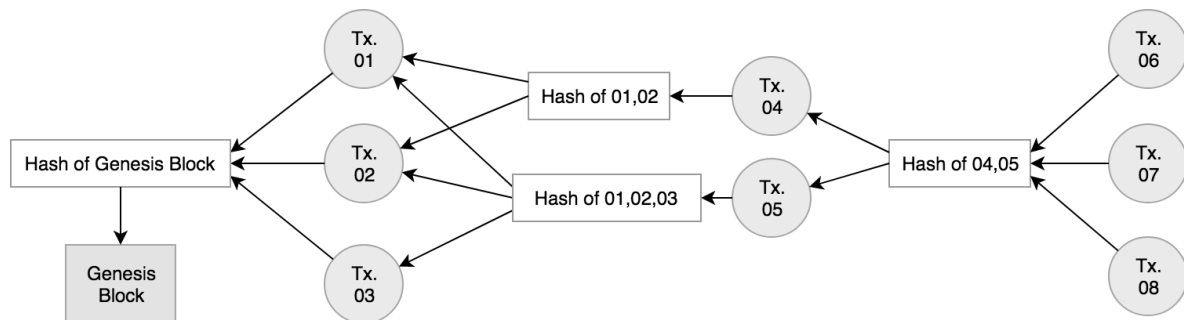 Tx.
01
Hash of 01,02
Tx.
04
Tx.
06
Hash of Genesis Block
Tx.
02
Hash of 04,05
Tx.
07
Hash of 01,02,03
Tx.
05
Genesis
Block
Tx.
03
Tx.
08